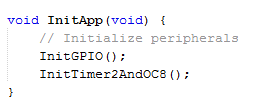 void InitApp(void) {
// Initialize peripherals
InitGPIO();
InitTimer2AndOC8();
}